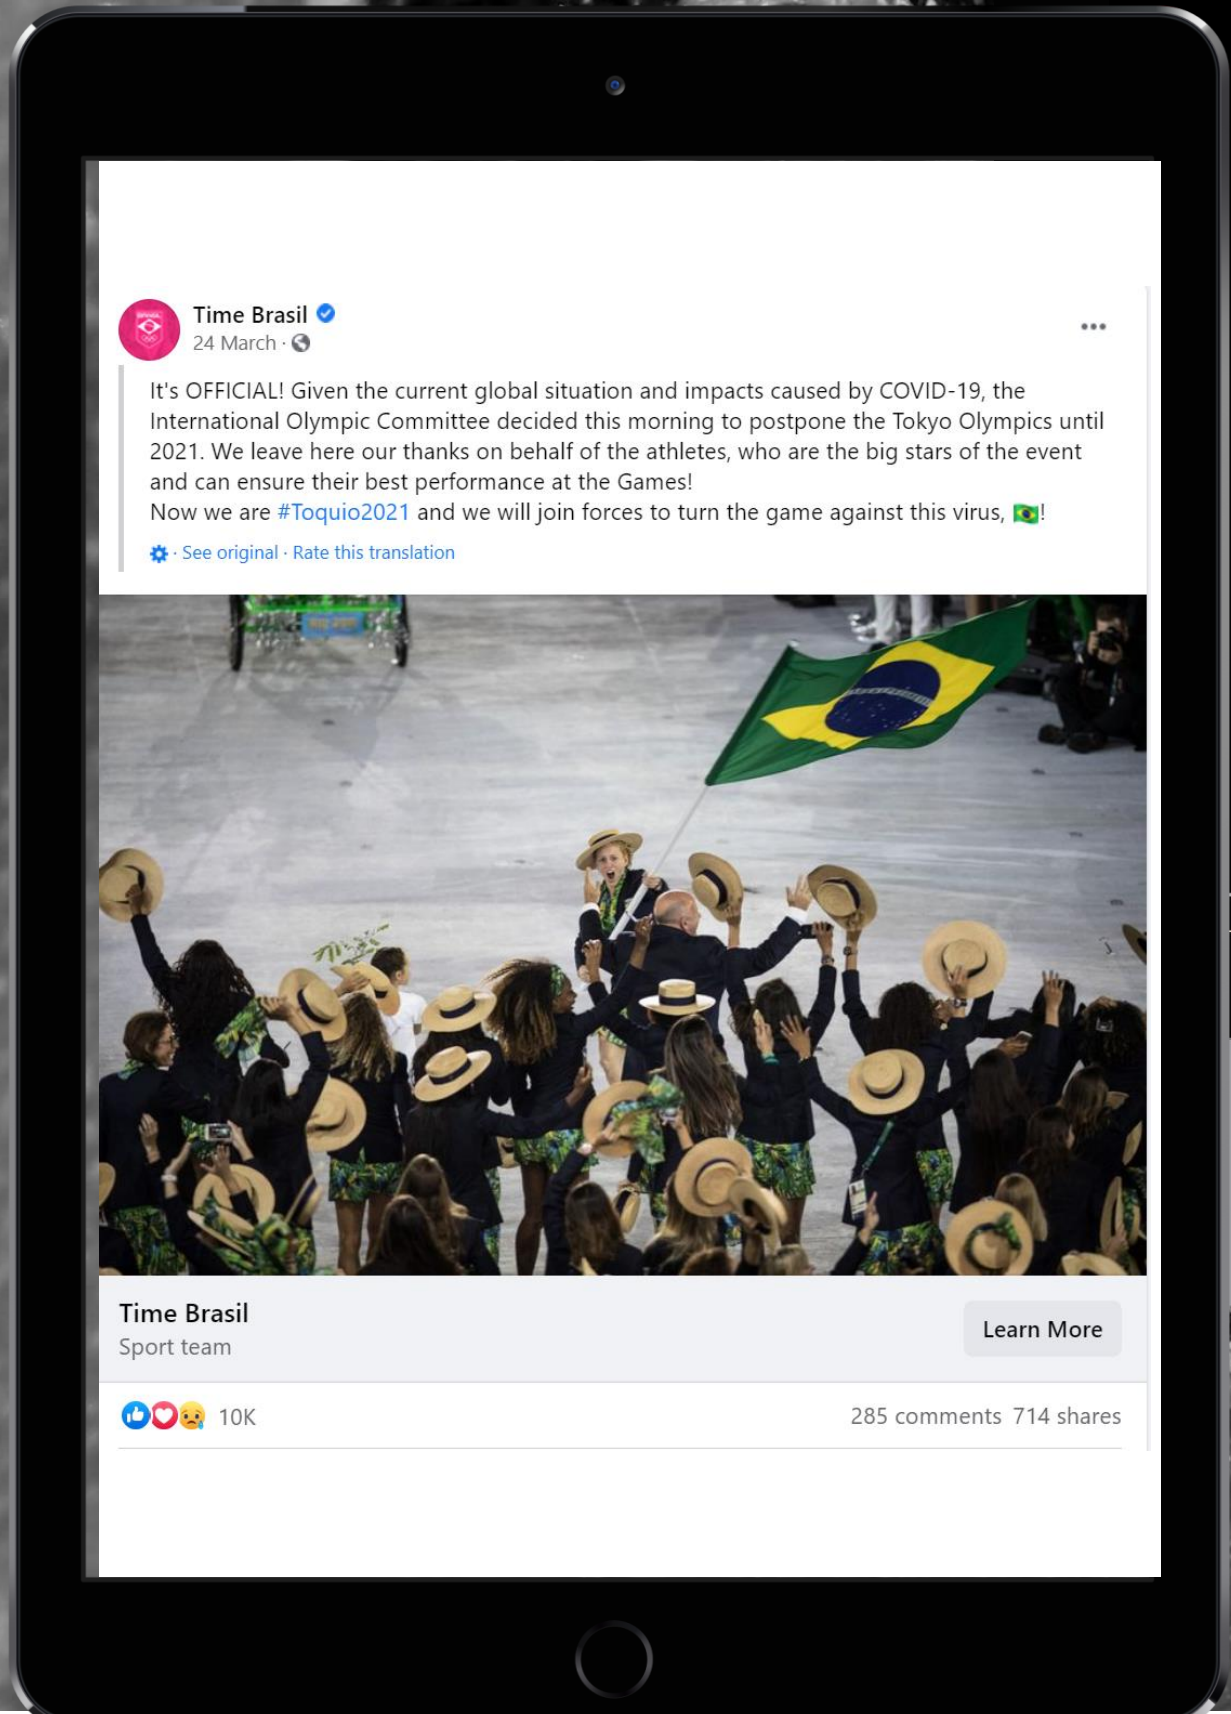 Time Brasil
24 March ·
It's OFFICIAL! Given the current global situation and impacts caused by COVID-19, the
International Olympic Committee decided this morning to postpone the Tokyo Olympics until
2021. We leave here our thanks on behalf of the athletes, who are the big stars of the event
and can ensure their best performance at the Games!
Now we are #Toquio2021 and we will join forces to turn the game against this virus, 🇧🇷!
· See original · Rate this translation
Time Brasil
Sport team
Learn More
10K
285 comments 714 shares